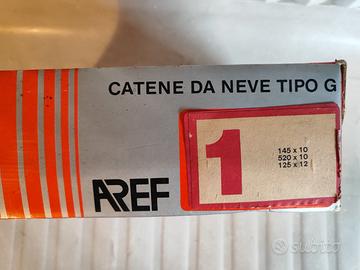 CATENE DA NEVE TIPO G
1
145 x 10
520 x 10
125 x 12
AREF
subito